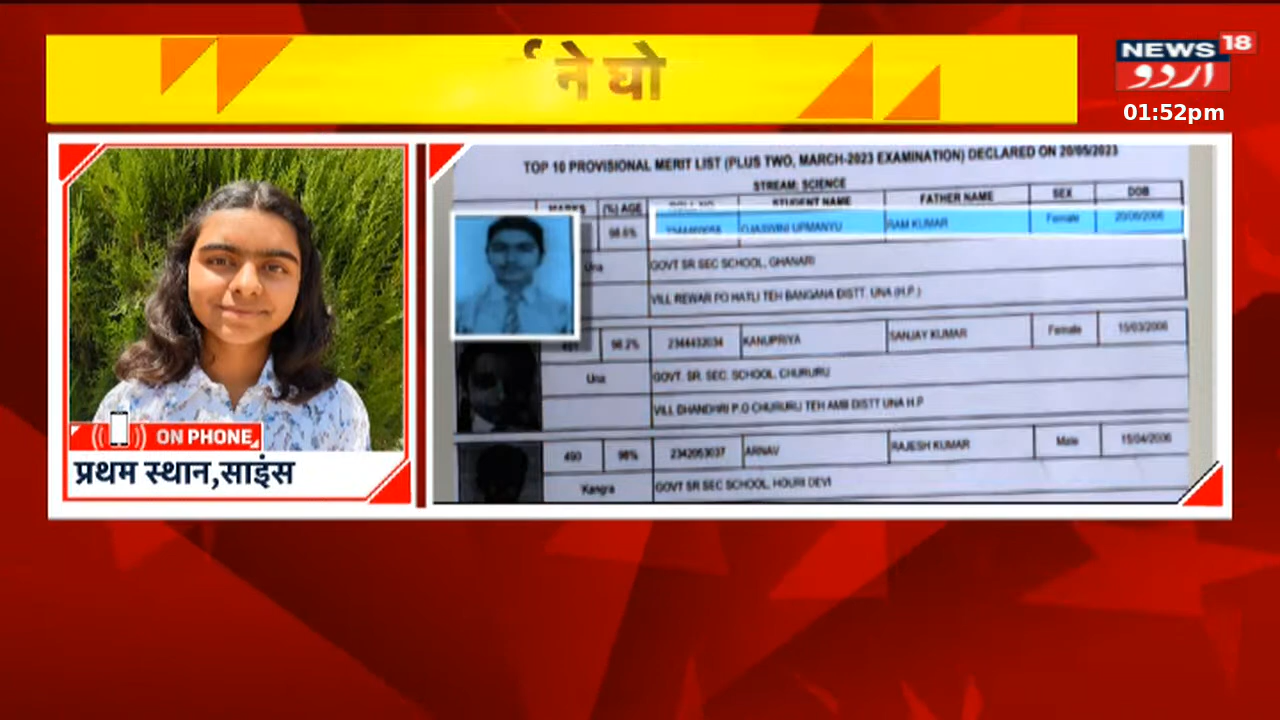 ने घो
NEWS 18
اردو
01:52pm
TOP 10 PROVISIONAL MERIT LIST (PLUS TWO, MARCH-2023 EXAMINATION) DECLARED ON 20/05/2023
STREAM: SCIENCE
MARKS (%) AGE ROLL NO STUDENT NAME FATHER NAME SEX DOB
98.6% OJASWINI UPMANYU RAM KUMAR Female
Una GOVT SR SEC SCHOOL, GHANARI
VILL REWAR PO HATLI TEH BANGANA DISTT. UNA (H.P.)
98.2% 2344432034 KANUPRIYA SANJAY KUMAR Female 15/03/2006
Una GOVT. SR. SEC. SCHOOL, CHURURU
VILL DHANDHRI P.O CHURURU TEH AMB DISTT UNA H.P
490 98% 2342053037 ARNAV RAJESH KUMAR Male 15/04/2006
Kangra GOVT SR SEC SCHOOL, HOURI DEVI
ON PHONE
प्रथम स्थान,साइंस